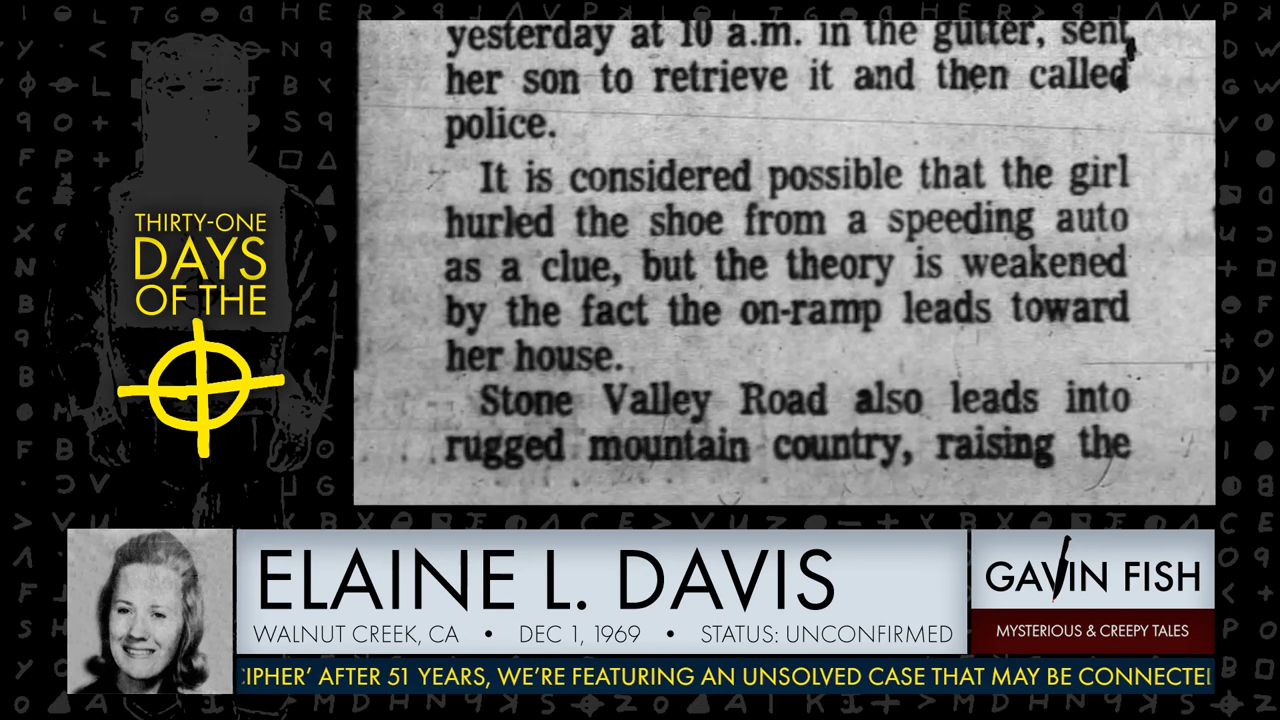 yesterday at 10 a.m. in the gutter, sent
her son to retrieve it and then called
police.
It is considered possible that the girl
hurled the shoe from a speeding auto
as a clue, but the theory is weakened
by the fact the on-ramp leads toward
her house.
Stone Valley Road also leads into
rugged mountain country, raising the
THIRTY-ONE
DAYS
OF THE
ELAINE L. DAVIS
WALNUT CREEK, CA • DEC 1, 1969 • STATUS: UNCONFIRMED
GAVIN FISH
MYSTERIOUS & CREEPY TALES
IPHER’ AFTER 51 YEARS, WE’RE FEATURING AN UNSOLVED CASE THAT MAY BE CONNECTE